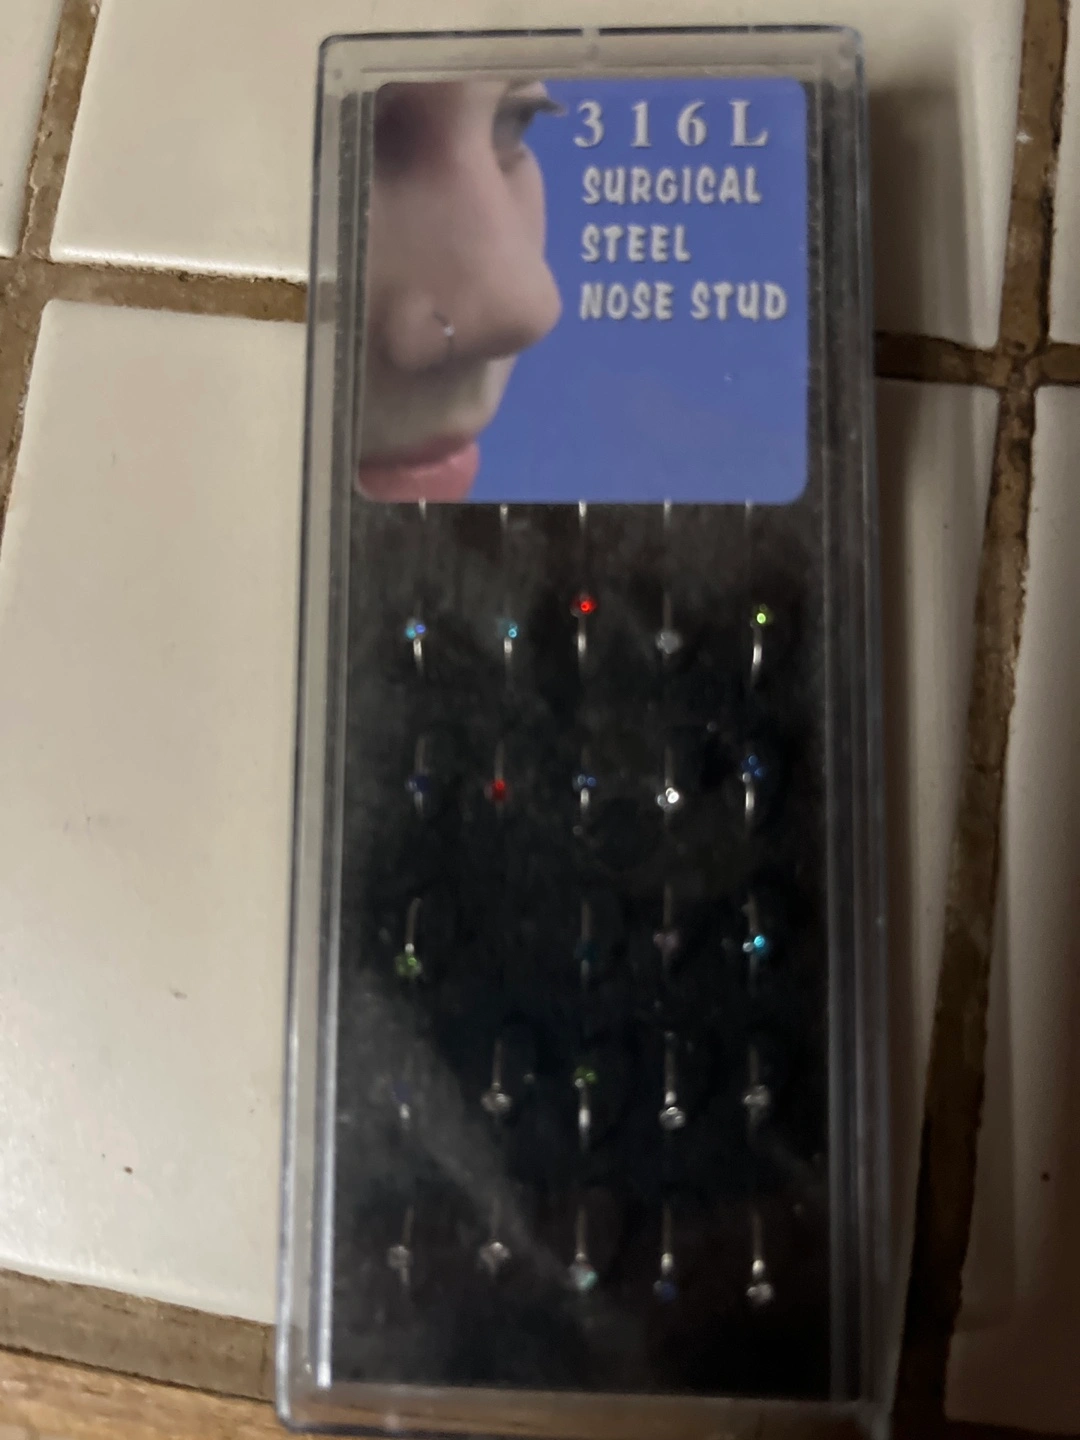 316L
SURGICAL
STEEL
NOSE STUD